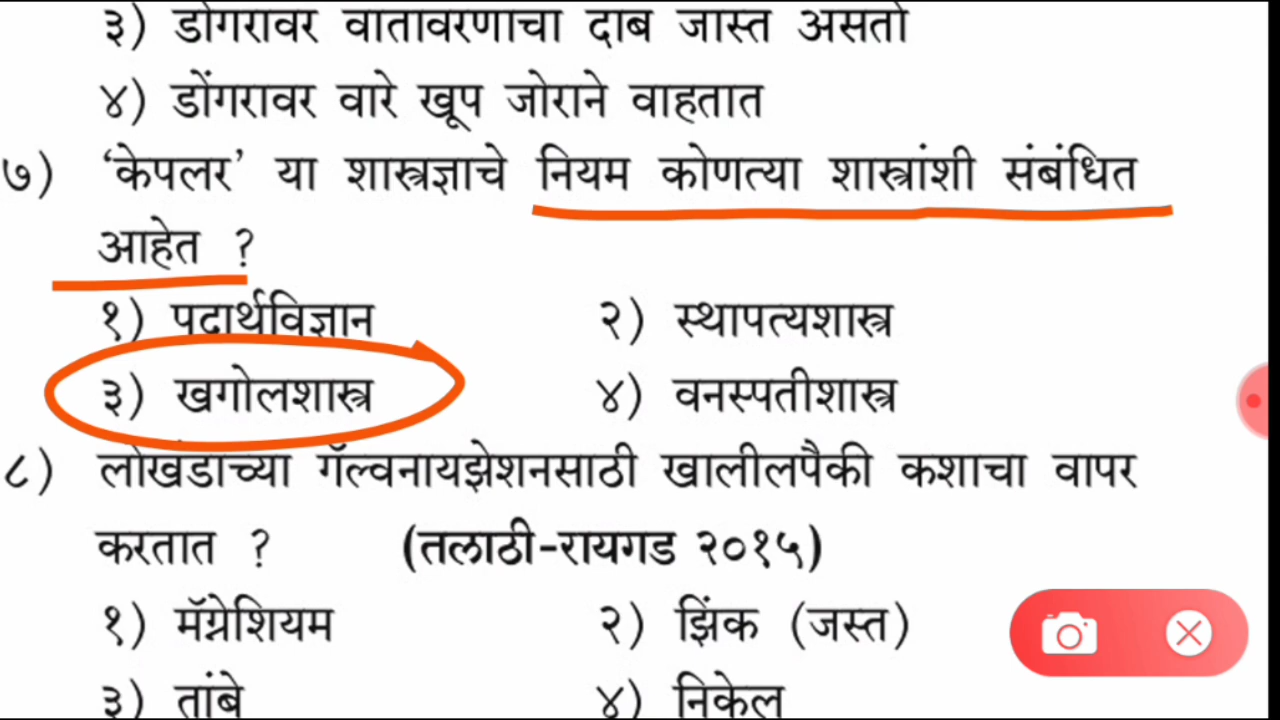 ३) डोंगरावर वातावरणाचा दाब जास्त असतो
४) डोंगरावर वारे खूप जोराने वाहतात
७) ‘केपलर’ या शास्त्रज्ञाचे नियम कोणत्या शास्त्रांशी संबंधित
आहेत ?
१) पदार्थविज्ञान २) स्थापत्यशास्त्र
३) खगोलशास्त्र ४) वनस्पतीशास्त्र
८) लोखंडाच्या गॅल्वनायझेशनसाठी खालीलपैकी कशाचा वापर
करतात ? (तलाठी-रायगड २०१५)
१) मॅग्नेशियम २) झिंक (जस्त)
३) तांबे ४) निकेल